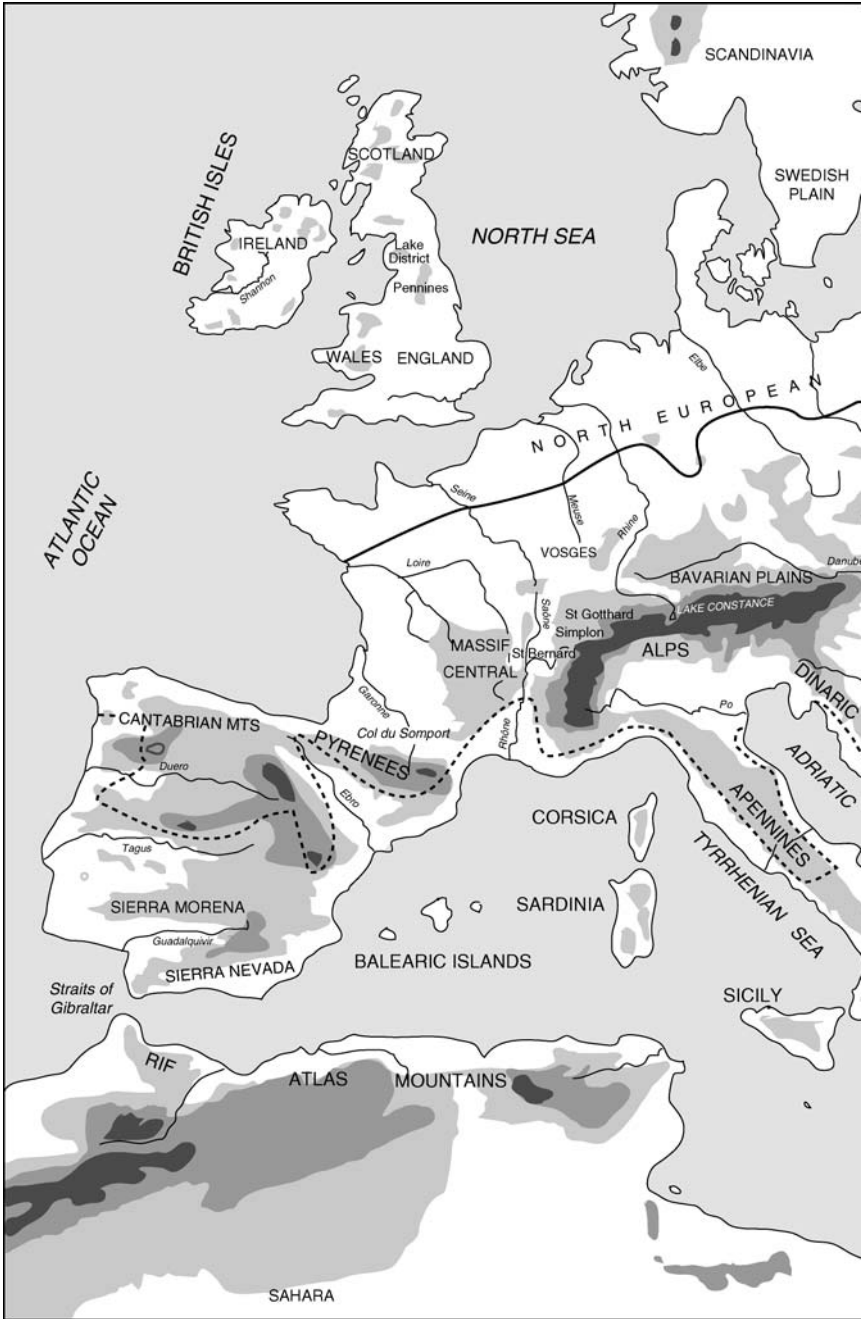 SCANDINAVIA
SCOTLAND
BRITISH ISLES
SWEDISH
PLAIN
IRELAND
NORTH SEA
Lake
District
Shannon
Pennines
WALES
ENGLAND
Elbe
NORTH EUROPEAN
ATLANTIC
OCEAN
Seine
Meuse
Rhine
VOSGES
Danube
Loire
BAVARIAN PLAINS
Saône
St Gotthard
LAKE CONSTANCE
Simplon
MASSIF
CENTRAL
St Bernard
ALPS
DINARIC
Garonne
Po
CANTABRIAN MTS
Col du Somport
PYRENEES
Rhône
ADRIATIC
Duero
Ebro
APENNINES
CORSICA
Tagus
TYRRHENIAN SEA
SARDINIA
SIERRA MORENA
Guadalquivir
BALEARIC ISLANDS
SIERRA NEVADA
Straits of
Gibraltar
SICILY
RIF
ATLAS
MOUNTAINS
SAHARA